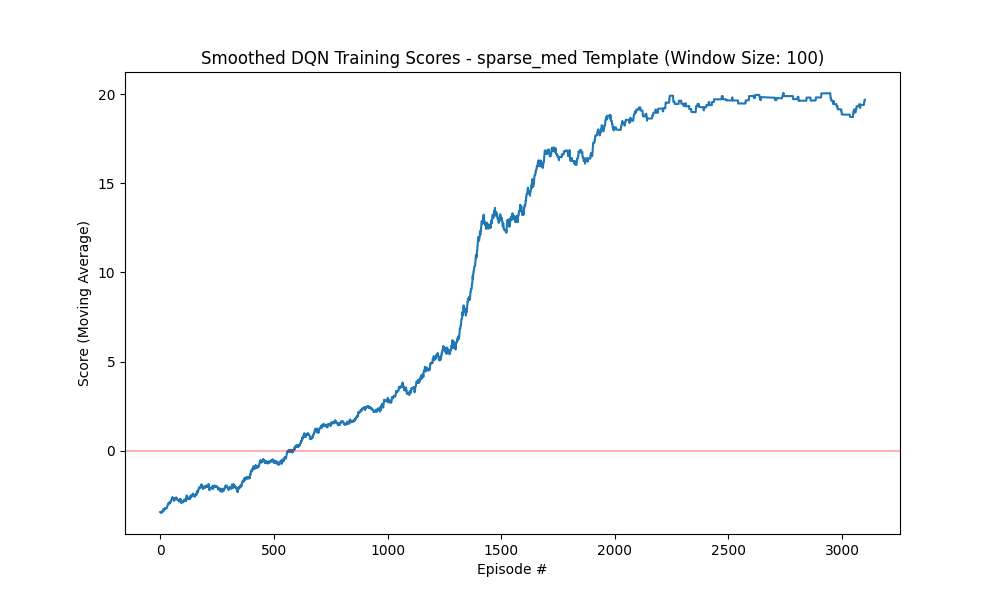 Smoothed DQN Training Scores - sparse_med Template (Window Size: 100)
Score (Moving Average)
20
15
10
5
0
0 500 1000 1500 2000 2500 3000
Episode #